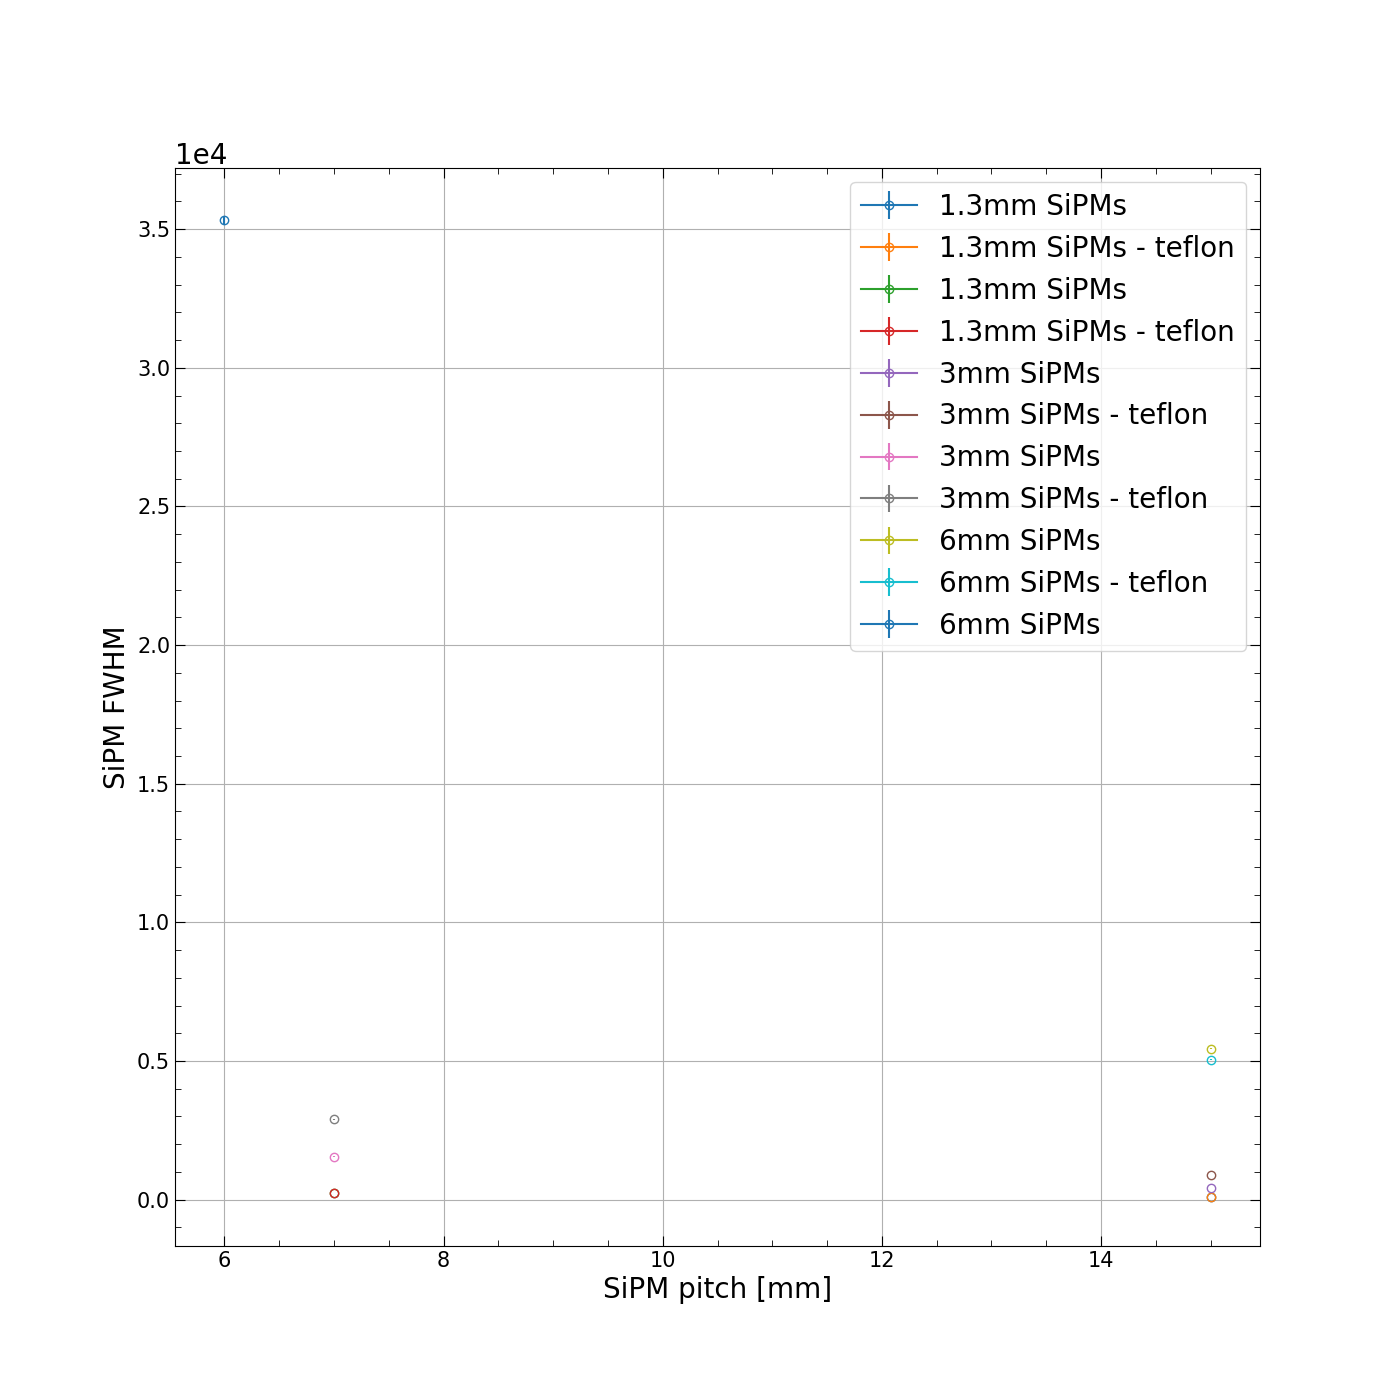 1e4
3.5
3.0
2.5
2.0
1.5
1.0
0.5
0.0
SiPM FWHM
1.3mm SiPMs
1.3mm SiPMs - teflon
1.3mm SiPMs
1.3mm SiPMs - teflon
3mm SiPMs
3mm SiPMs - teflon
3mm SiPMs
3mm SiPMs - teflon
6mm SiPMs
6mm SiPMs - teflon
6mm SiPMs
6 8 10 12 14
SiPM pitch [mm]